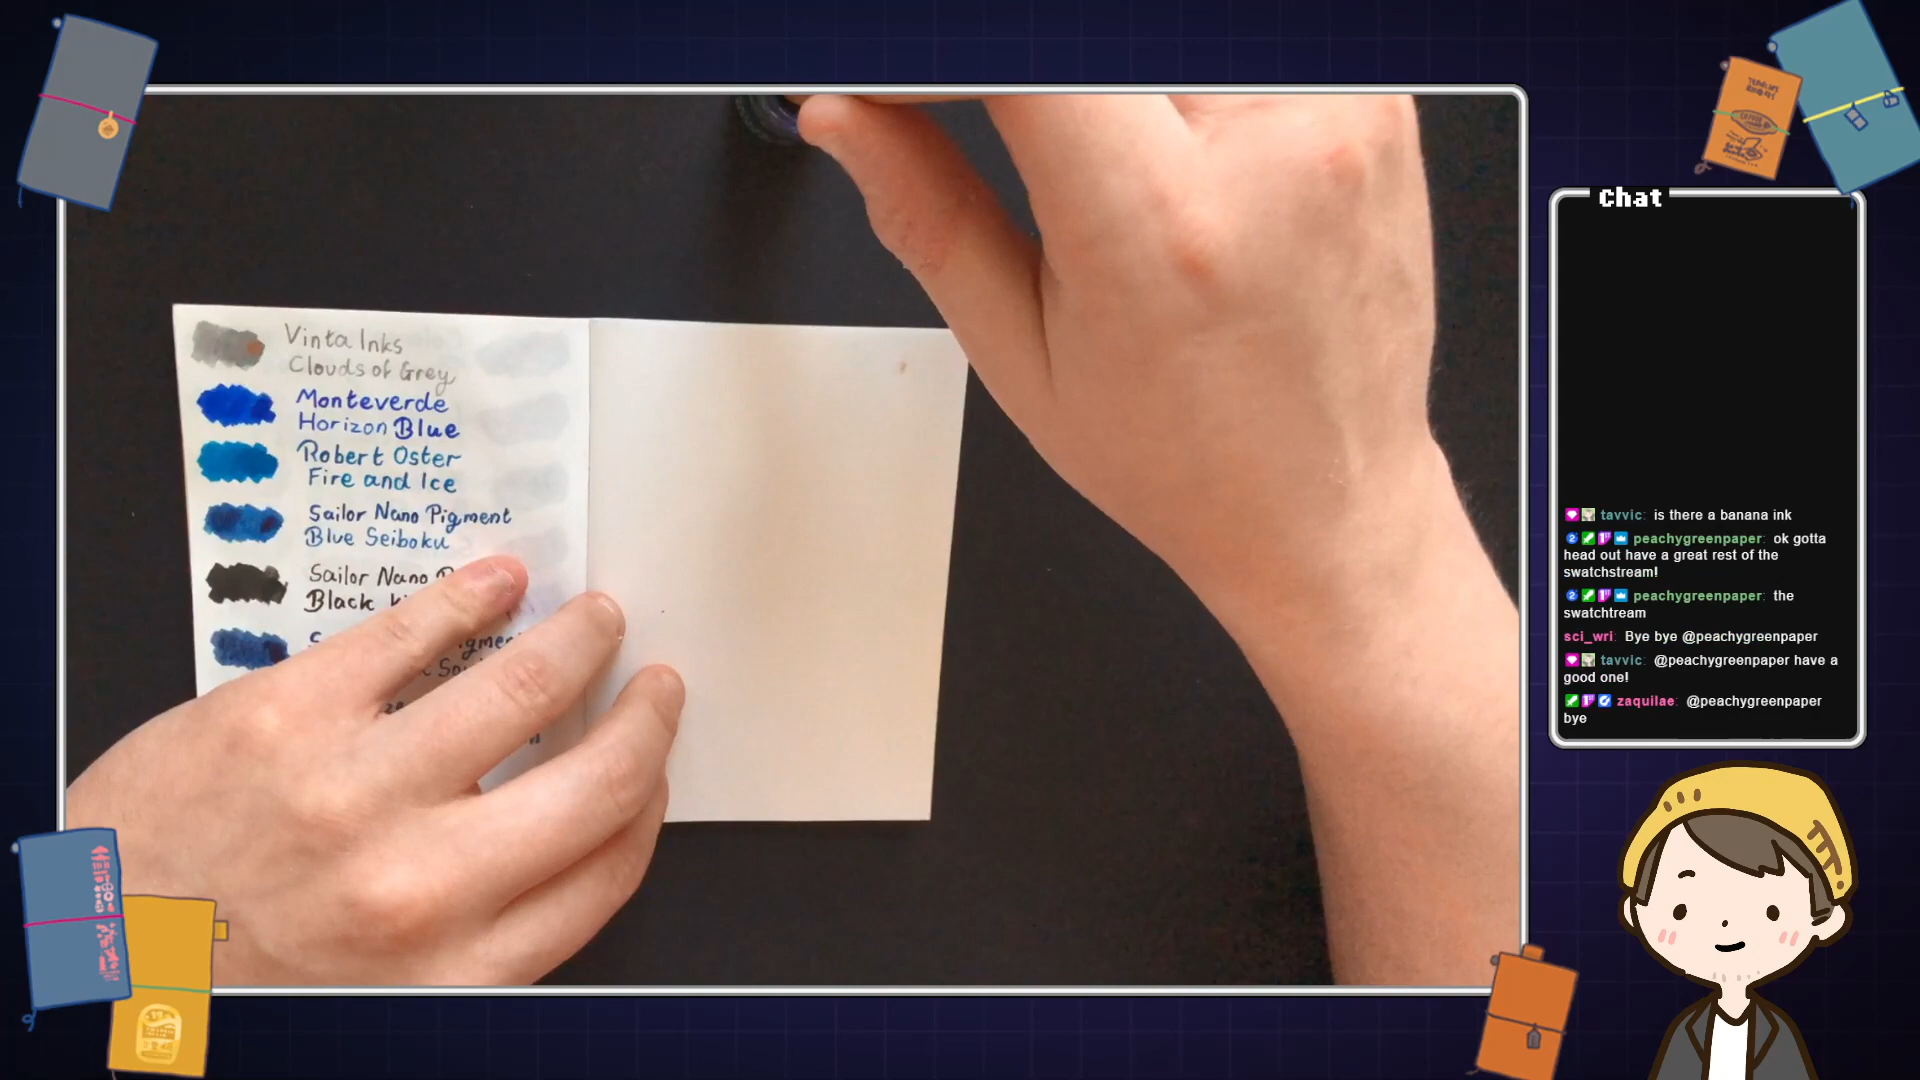 Vinta Inks
Clouds of Grey
Monteverde
Horizon Blue
Robert Oster
Fire and Ice
Sailor Nano Pigment
Blue Seiboku
Sailor Nano
Black
chat
tavvic: is there a banana ink
peachygreenpaper: ok gotta
head out have a great rest of the
swatchstream!
peachygreenpaper: the
swatchtream
sci_wri: Bye bye @peachygreenpaper
tavvic: @peachygreenpaper have a
good one!
zaquilae: @peachygreenpaper
bye
COFFEE